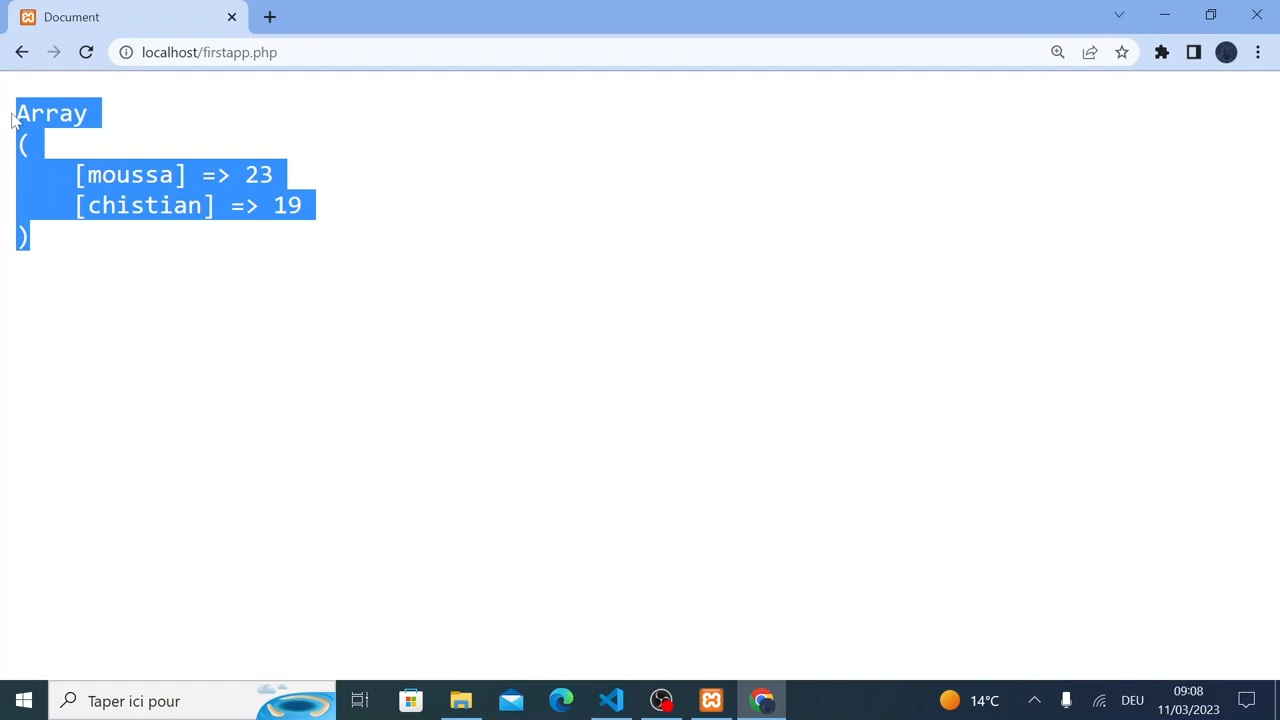 Document
localhost/firstapp.php
Array
(
[moussa] => 23
[chistian] => 19
)
Taper ici pour
14°C
DEU
09:08
11/03/2023